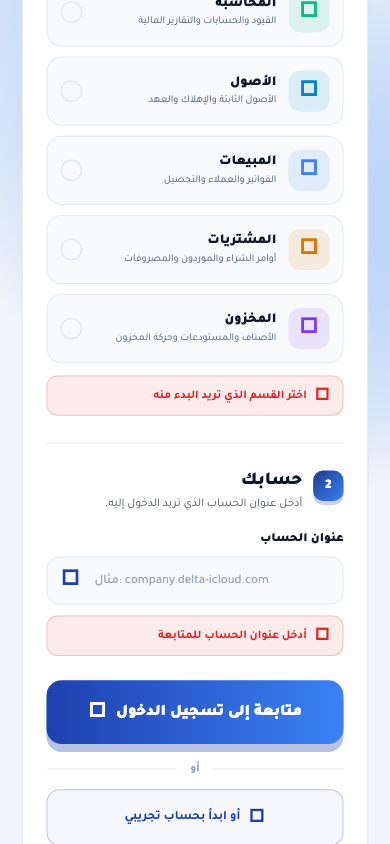 المحاسبة
القيود والحسابات والتقارير المالية
الأصول
الأصول الثابتة والإهلاك والعهد
المبيعات
الفواتير والعملاء والتحصيل
المشتريات
أوامر الشراء والموردون والمصروفات
المخزون
الأصناف والمستودعات وحركة المخزون
اختر القسم الذي تريد البدء منه
2
حسابك
أدخل عنوان الحساب الذي تريد الدخول إليه.
عنوان الحساب
مثال: company.delta-icloud.com
أدخل عنوان الحساب للمتابعة
متابعة إلى تسجيل الدخول
أو
أو ابدأ بحساب تجريبي